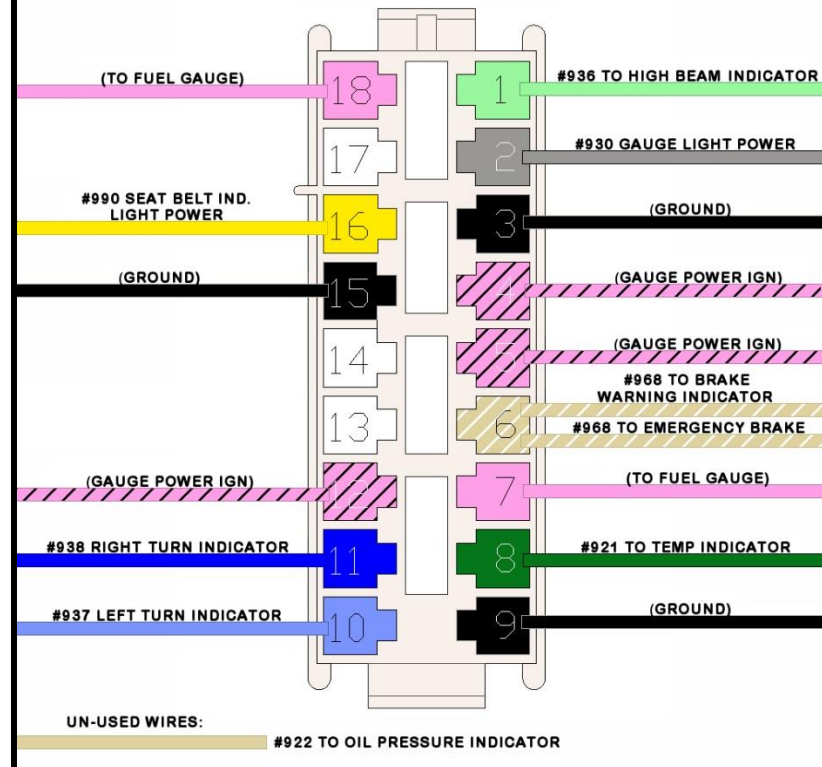 (TO FUEL GAUGE)
18
1
#936 TO HIGH BEAM INDICATOR
17
2
#930 GAUGE LIGHT POWER
#990 SEAT BELT IND.
LIGHT POWER
16
3
(GROUND)
(GROUND)
15
4
(GAUGE POWER IGN)
14
5
(GAUGE POWER IGN)
#968 TO BRAKE
WARNING INDICATOR
13
6
#968 TO EMERGENCY BRAKE
(GAUGE POWER IGN)
12
7
(TO FUEL GAUGE)
#938 RIGHT TURN INDICATOR
11
8
#921 TO TEMP INDICATOR
#937 LEFT TURN INDICATOR
10
9
(GROUND)
UN-USED WIRES:
#922 TO OIL PRESSURE INDICATOR